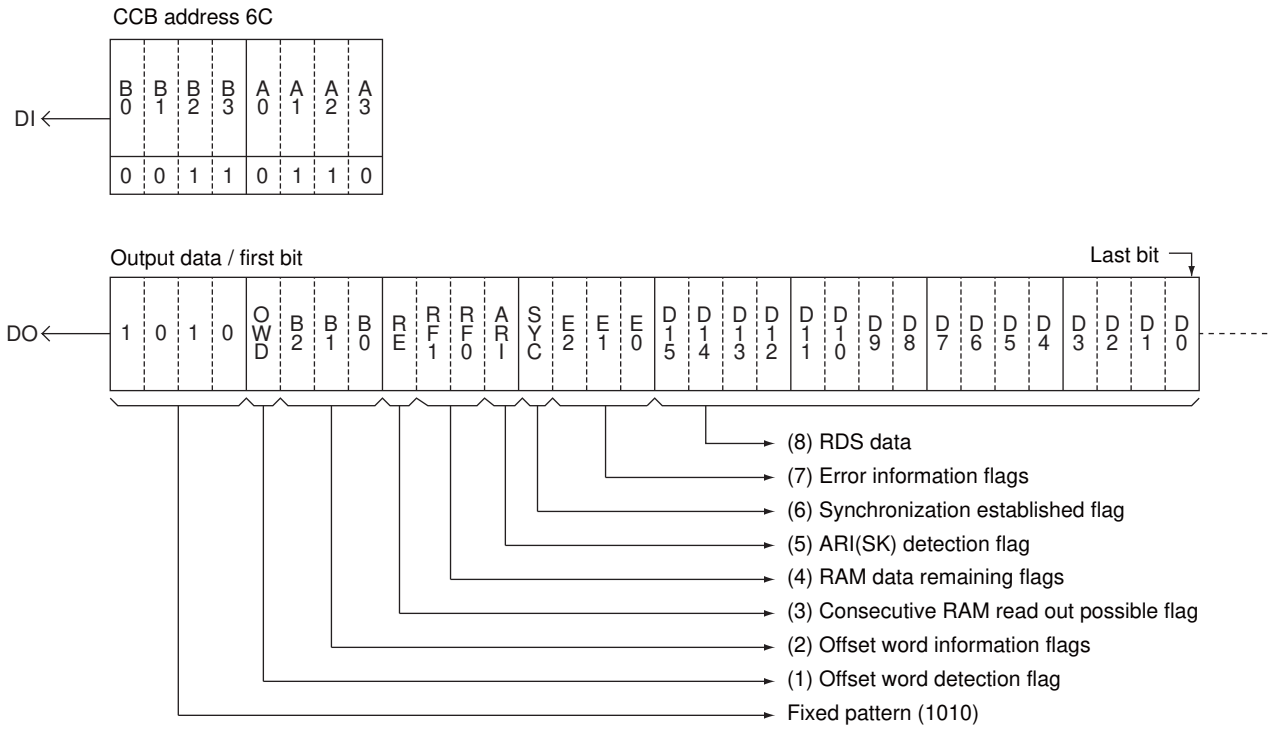 CCB address 6C
DI B0 B1 B2 B3 A0 A1 A2 A3
0 0 1 1 0 1 1 0
Output data / first bit Last bit
DO 1 0 1 0 OWD B2 B1 B0 RE RF1 RF0 ARI SYC E2 E1 E0 D15 D14 D13 D12 D11 D10 D9 D8 D7 D6 D5 D4 D3 D2 D1 D0
(8) RDS data
(7) Error information flags
(6) Synchronization established flag
(5) ARI(SK) detection flag
(4) RAM data remaining flags
(3) Consecutive RAM read out possible flag
(2) Offset word information flags
(1) Offset word detection flag
Fixed pattern (1010)